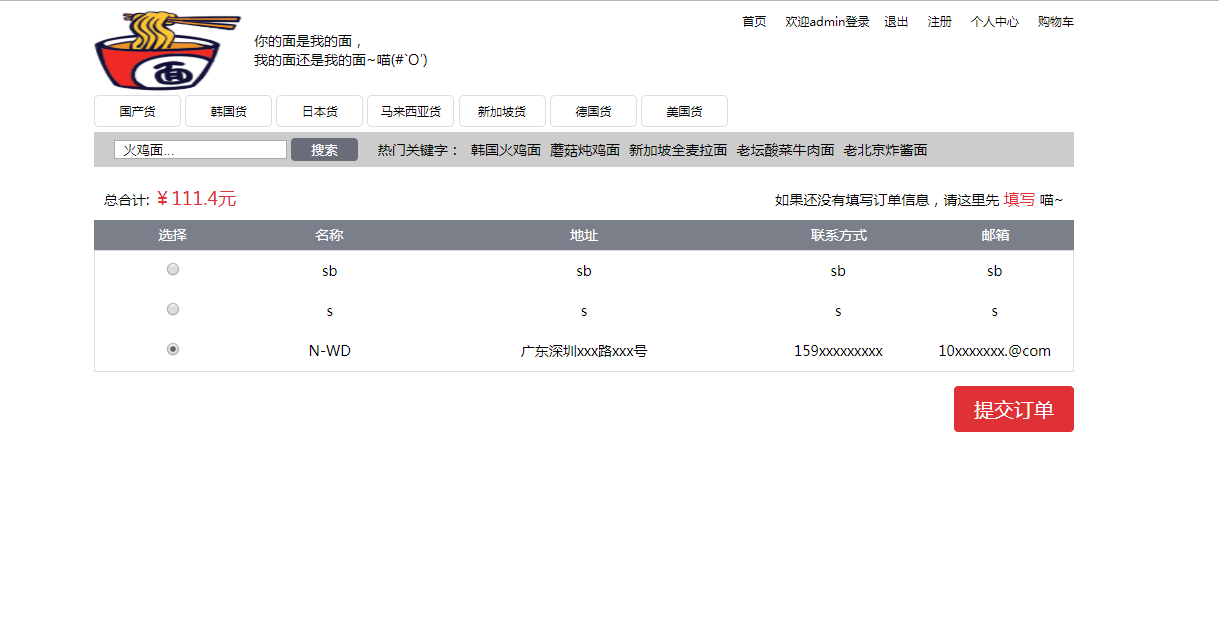 首页 欢迎admin登录 退出 注册 个人中心 购物车
面
你的面是我的面，
我的面还是我的面~喵(#`O′)
国产货 韩国货 日本货 马来西亚货 新加坡货 德国货 美国货
火鸡面... 搜索 热门关键字： 韩国火鸡面 蘑菇炖鸡面 新加坡全麦拉面 老坛酸菜牛肉面 老北京炸酱面
总合计: ¥111.4元 如果还没有填写订单信息，请这里先 填写 喵~
选择 名称 地址 联系方式 邮箱
sb sb sb sb
s s s s
N-WD 广东深圳xxx路xxx号 159xxxxxxxxx 10xxxxxxx.@com
提交订单